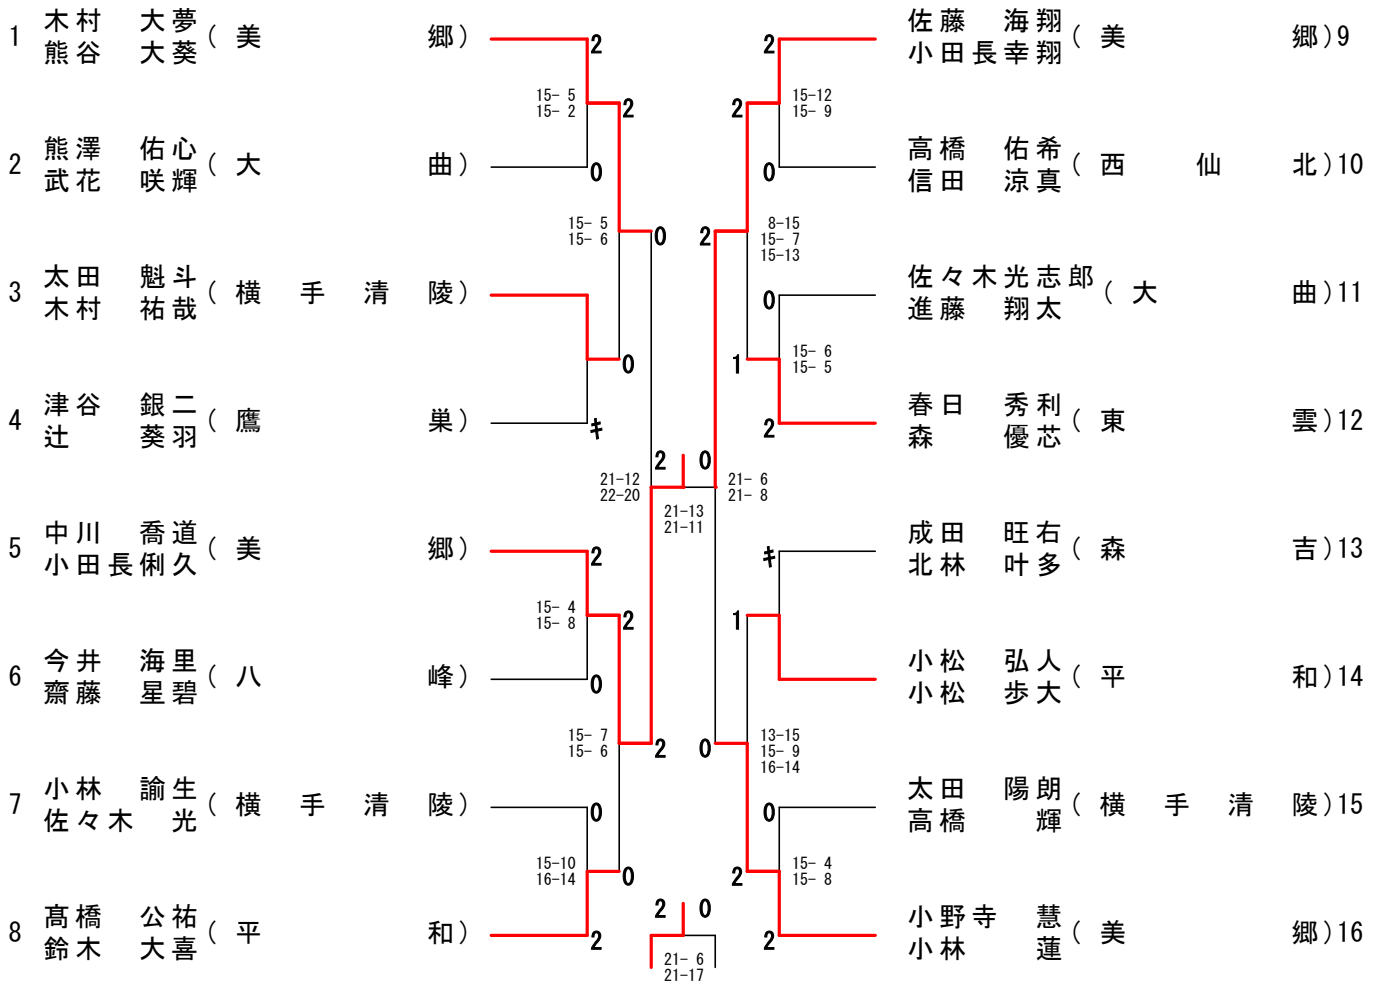 1 木村 大夢
熊谷 大葵 (美 郷)
2 熊澤 佑心
武花 咲輝 (大 曲)
3 太田 魁斗
木村 祐哉 (横 手 清 陵)
4 津谷 銀二
辻 葵羽 (鷹 巣)
5 中川 喬道
小田長俐久 (美 郷)
6 今井 海里
齋藤 星碧 (八 峰)
7 小林 諭生
佐々木 光 (横 手 清 陵)
8 髙橋 公祐
鈴木 大喜 (平 和)
2
15- 5
15- 2
2
0
15- 5
15- 6
0
0
キ
21-12
22-20
2
15- 4
15- 8
2
0
15- 7
15- 6
2
0
15-10
16-14
0
2
2 0
21-13
21-11
2 0
21- 6
21-17
2
2
15-12
15- 9
0
2
8-15
15- 7
15-13
0
1
15- 6
15- 5
2
21- 6
21- 8
キ
1
0
13-15
15- 9
16-14
0
2
15- 4
15- 8
2
佐藤 海翔
小田長幸翔 (美 郷) 9
高橋 佑希
信田 涼真 (西 仙 北) 10
佐々木光志郎
進藤 翔太 (大 曲) 11
春日 秀利
森 優芯 (東 雲) 12
成田 旺右
北林 叶多 (森 吉) 13
小松 弘人
小松 歩大 (平 和) 14
太田 陽朗
高橋 輝 (横 手 清 陵) 15
小野寺 慧
小林 蓮 (美 郷) 16